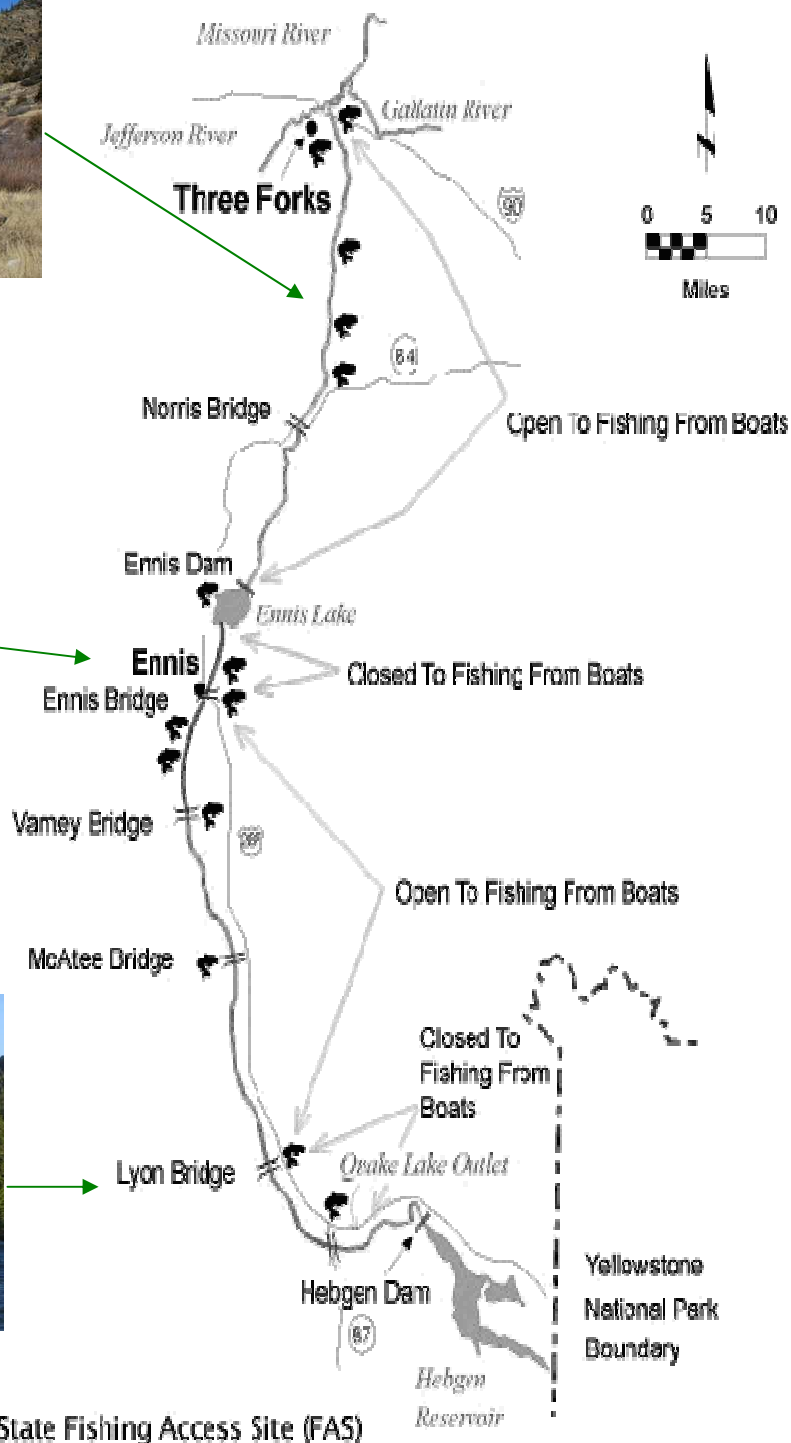 Missouri River
Gallatin River
Jefferson River
Three Forks
90
0 5 10
Miles
84
Norris Bridge
Open To Fishing From Boats
Ennis Dam
Ennis Lake
Ennis
Closed To Fishing From Boats
Ennis Bridge
Varney Bridge
Open To Fishing From Boats
McAtee Bridge
Closed To
Fishing From
Boats
Lyon Bridge
Quake Lake Outlet
Hebgen Dam
Yellowstone
National Park
Boundary
87
Hebgen
Reservoir
State Fishing Access Site (FAS)